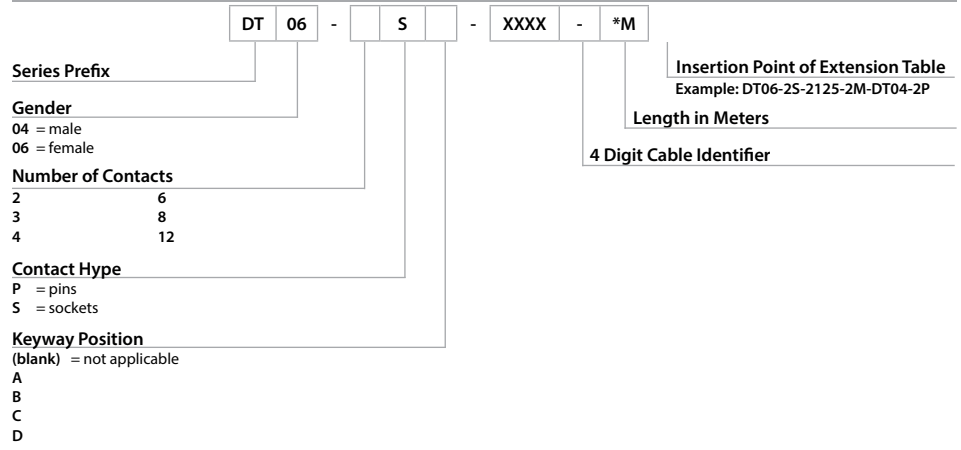 DT 06 - S - XXXX - *M
Series Prefix
Gender
04 = male
06 = female
Number of Contacts
2 6
3 8
4 12
Contact Hype
P = pins
S = sockets
Keyway Position
(blank) = not applicable
A
B
C
D
Insertion Point of Extension Table
Example: DT06-2S-2125-2M-DT04-2P
Length in Meters
4 Digit Cable Identifier